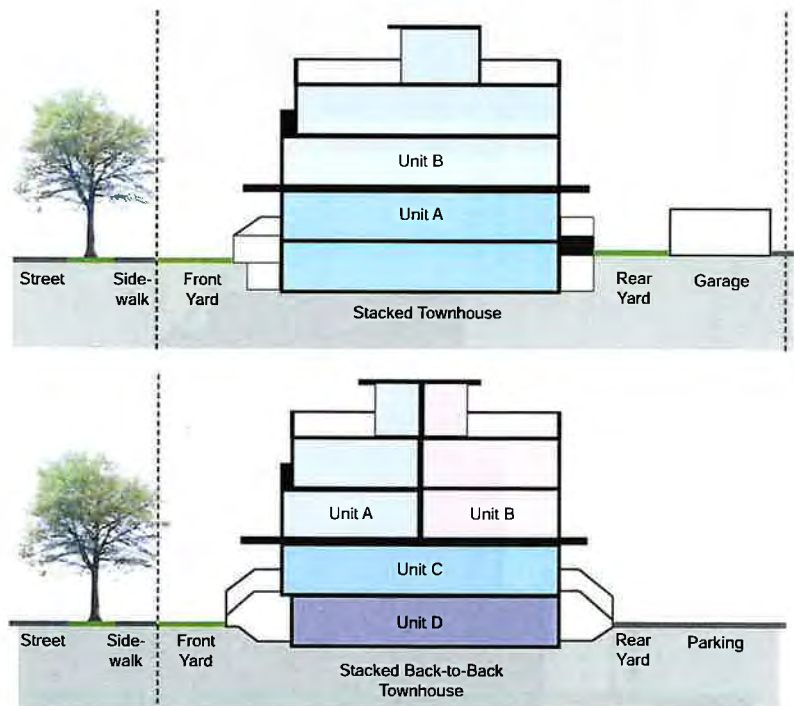 Unit B
Unit A
Street
Side-
walk
Front
Yard
Rear
Yard
Garage
Stacked Townhouse
Unit A
Unit B
Unit C
Unit D
Street
Side-
walk
Front
Yard
Rear
Yard
Parking
Stacked Back-to-Back
Townhouse